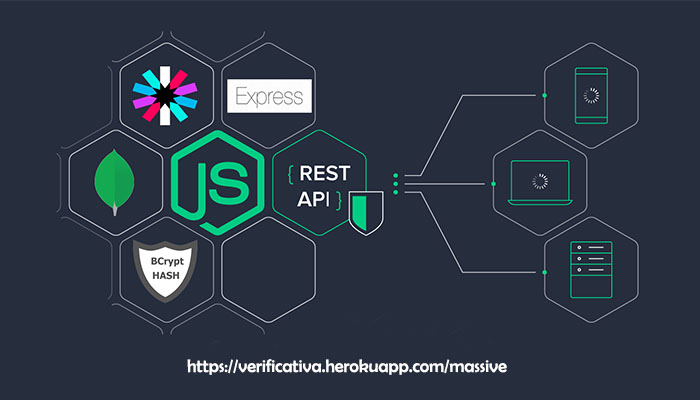 Express
JS
{ REST
API }
BCrypt
HASH
https://verificativa.herokuapp.com/massive